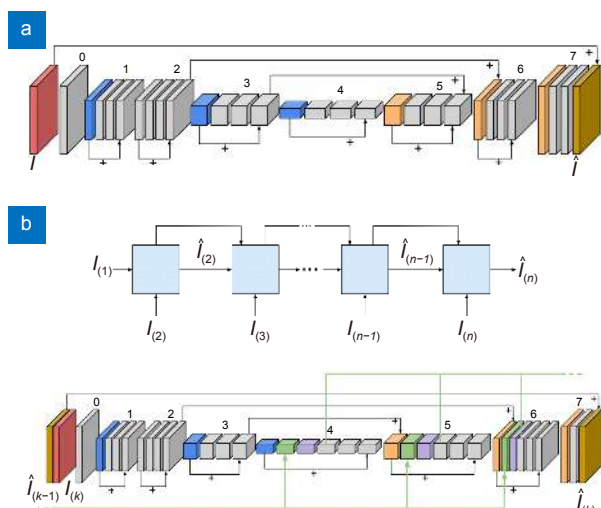 a
0 1 2 3 4 5 6 7
+ + + + + + + + +
I Î
b
I(1) Î(2) ... ... Î(n−1) Î(n)
I(2) I(3) I(n−1) I(n)
0 1 2 3 4 5 6 7
+ + + + + + + + +
Î(k−1) I(k)